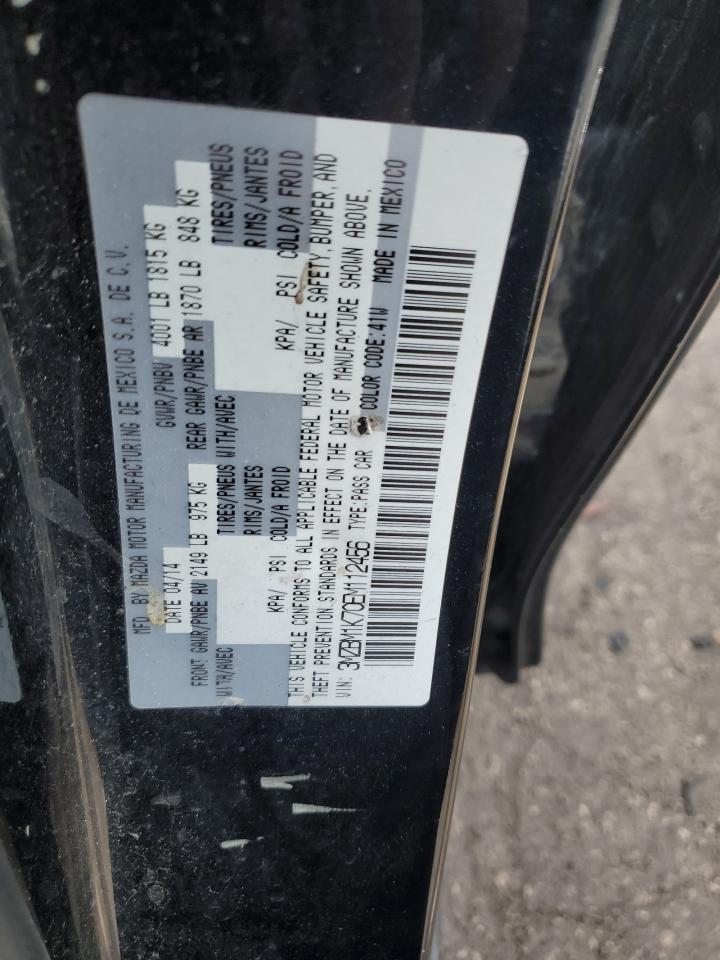 MFD BY MAZDA MOTOR MANUFACTURING DE MEXICO S.A. DE C.V.
DATE 04/14 GVWR/PNBV 4001 LB 1815 KG
FRONT GAWR/PNBE AV 2149 LB 975 KG REAR GAWR/PNBE AR 1870 LB 848 KG
WITH/AVEC TIRES/PNEUS WITH/AVEC TIRES/PNEUS
RIMS/JANTES RIMS/JANTES
KPA/ PSI COLD/A FROID KPA/ PSI COLD/A FROID
THIS VEHICLE CONFORMS TO ALL APPLICABLE FEDERAL MOTOR VEHICLE SAFETY, BUMPER, AND
THEFT PREVENTION STANDARDS IN EFFECT ON THE DATE OF MANUFACTURE SHOWN ABOVE.
VIN: 3MZBM1K70EM112456 TYPE:PASS CAR COLOR CODE:41W MADE IN MEXICO